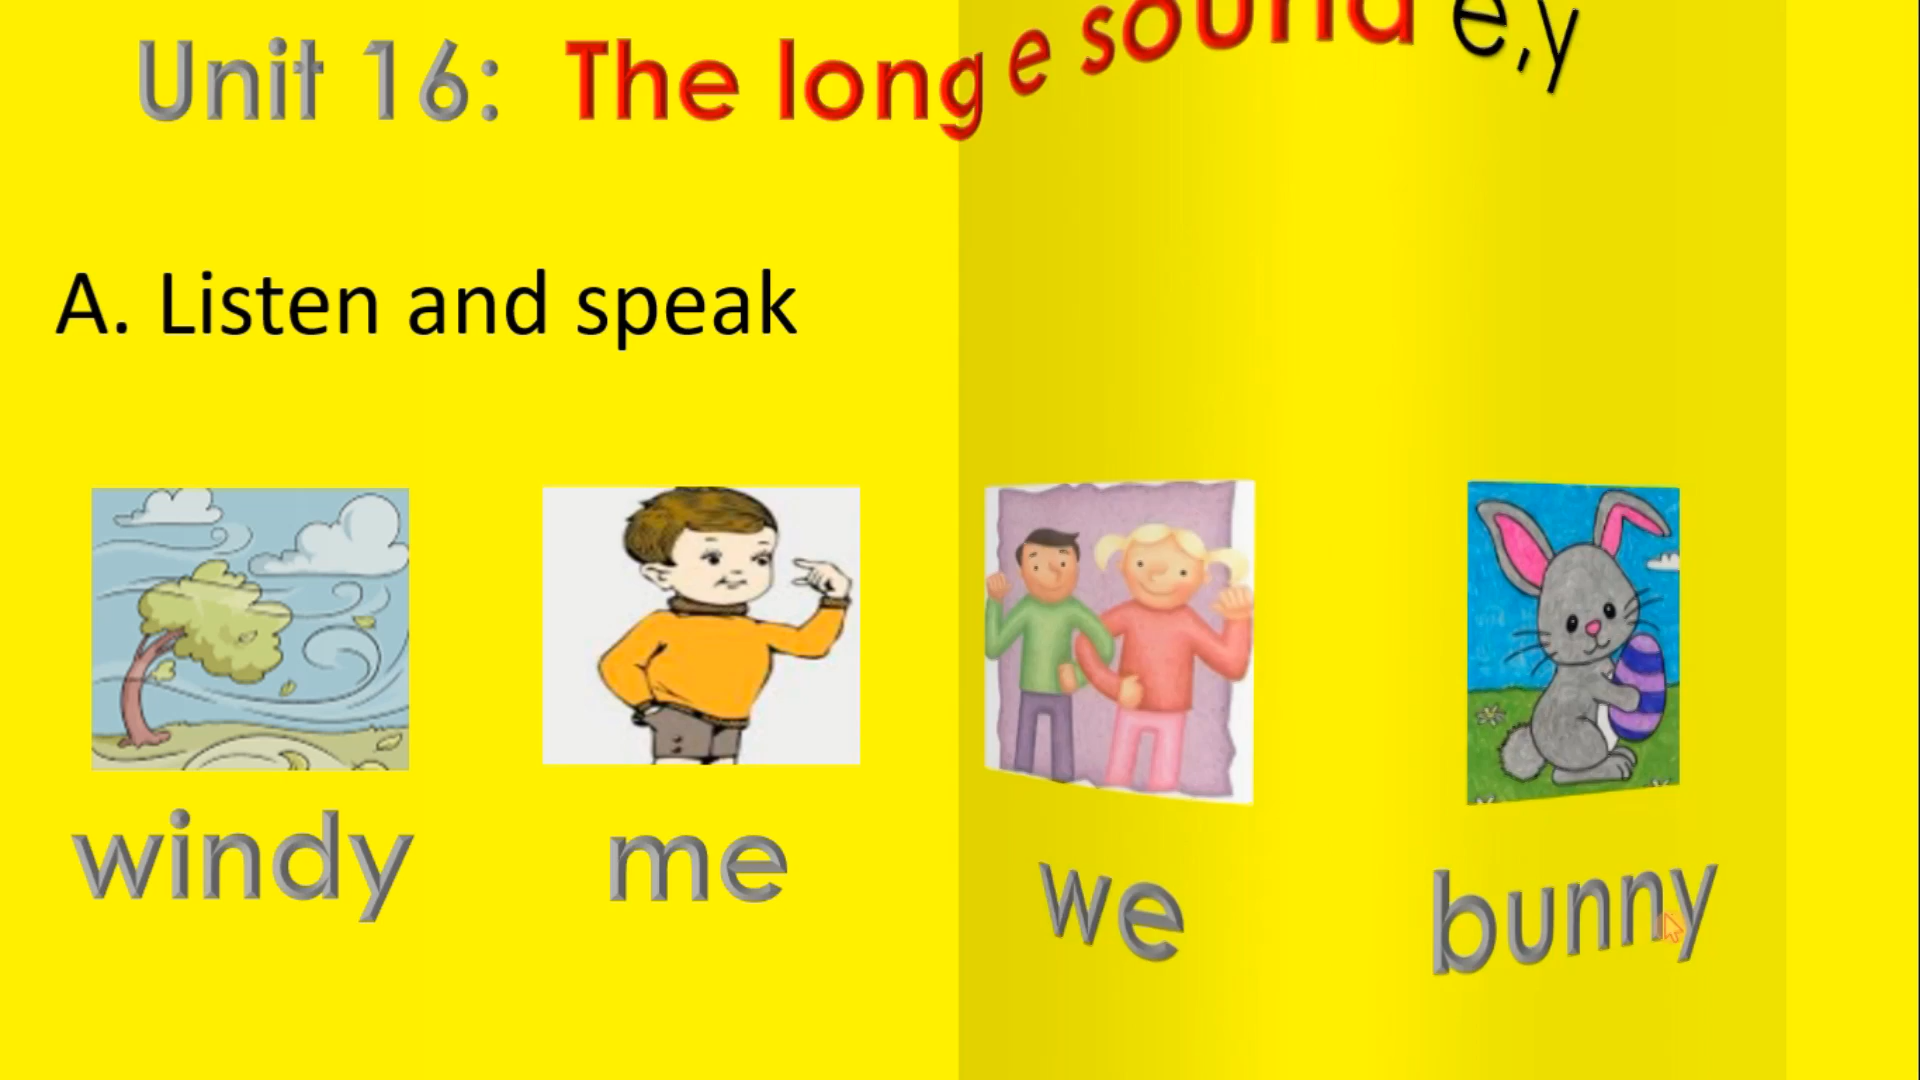 Unit 16: The long e sound e,y
A. Listen and speak
windy me we bunny